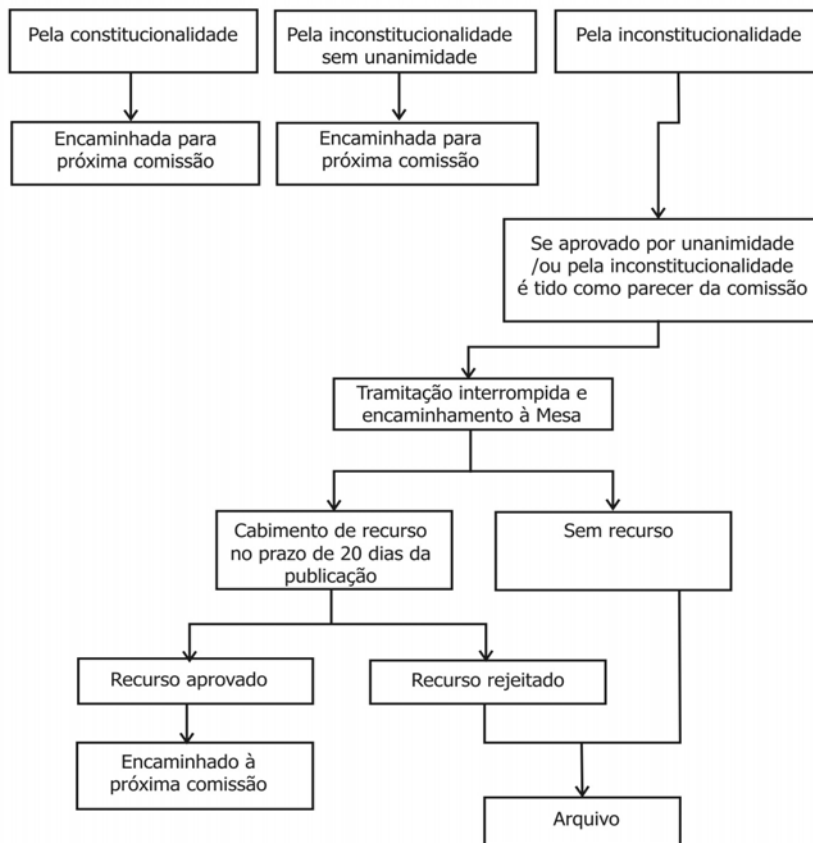 Pela constitucionalidade
Pela inconstitucionalidade
sem unanimidade
Pela inconstitucionalidade
Encaminhada para
próxima comissão
Encaminhada para
próxima comissão
Se aprovado por unanimidade
/ou pela inconstitucionalidade
é tido como parecer da comissão
Tramitação interrompida e
encaminhamento à Mesa
Cabimento de recurso
no prazo de 20 dias da
publicação
Sem recurso
Recurso aprovado
Recurso rejeitado
Encaminhado à
próxima comissão
Arquivo